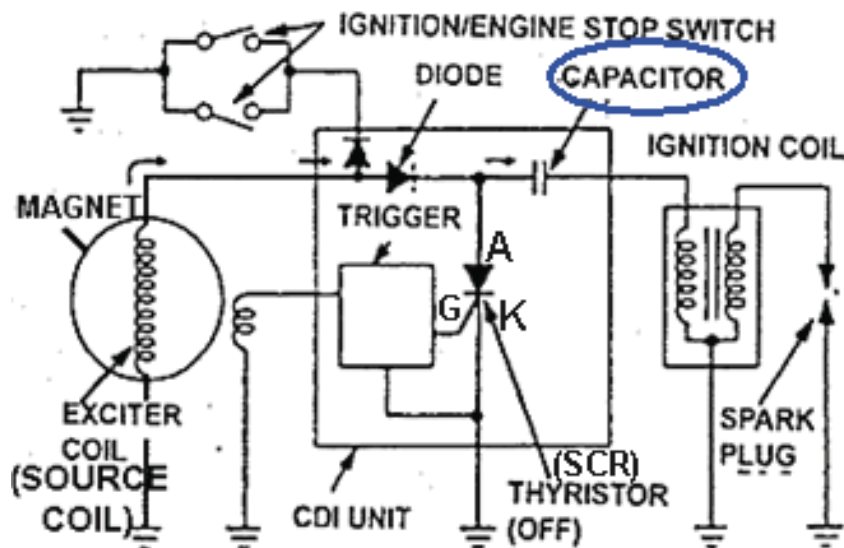 IGNITION/ENGINE STOP SWITCH
DIODE
CAPACITOR
IGNITION COIL
MAGNET
TRIGGER
A
G
K
EXCITER
COIL
(SOURCE
COIL)
CDI UNIT
(SCR)
THYRISTOR
(OFF)
SPARK
PLUG